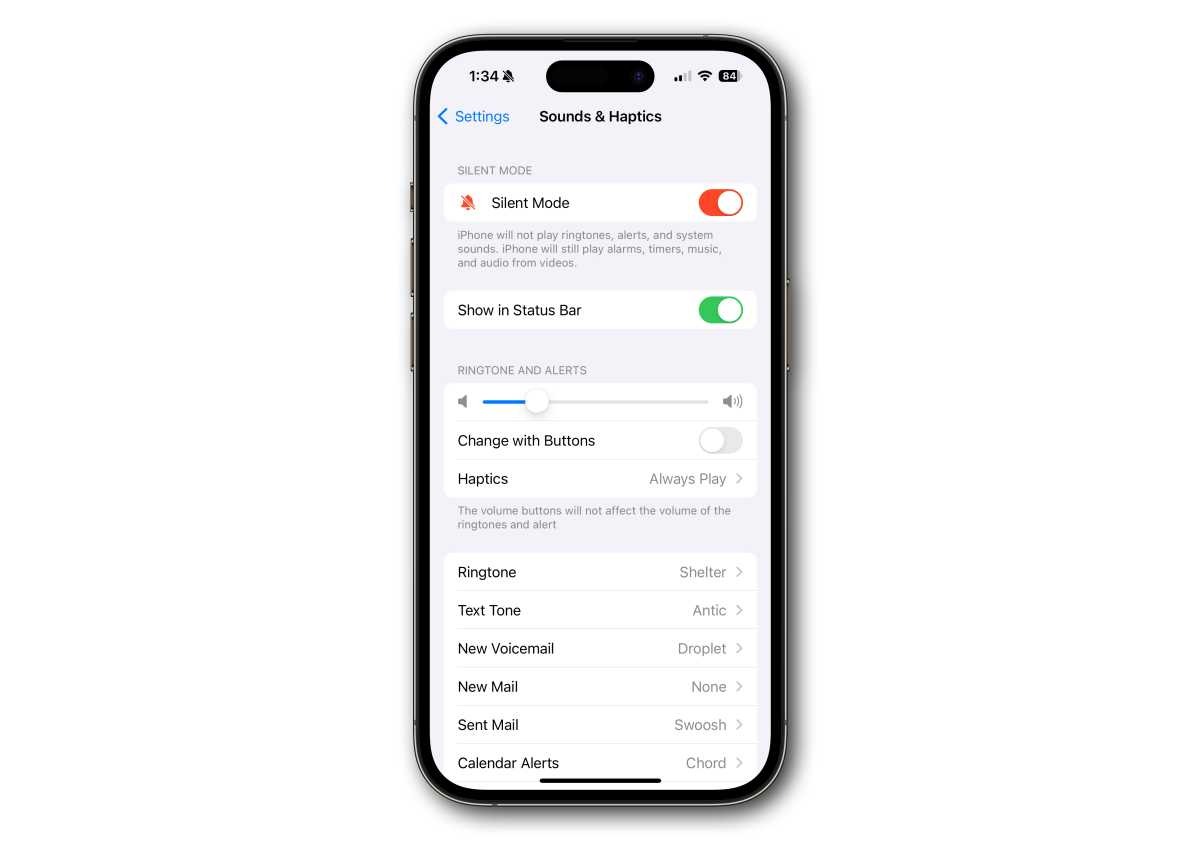 1:34
84
Settings
Sounds & Haptics
SILENT MODE
Silent Mode
iPhone will not play ringtones, alerts, and system
sounds. iPhone will still play alarms, timers, music,
and audio from videos.
Show in Status Bar
RINGTONE AND ALERTS
Change with Buttons
Haptics Always Play
The volume buttons will not affect the volume of the
ringtones and alert
Ringtone Shelter
Text Tone Antic
New Voicemail Droplet
New Mail None
Sent Mail Swoosh
Calendar Alerts Chord